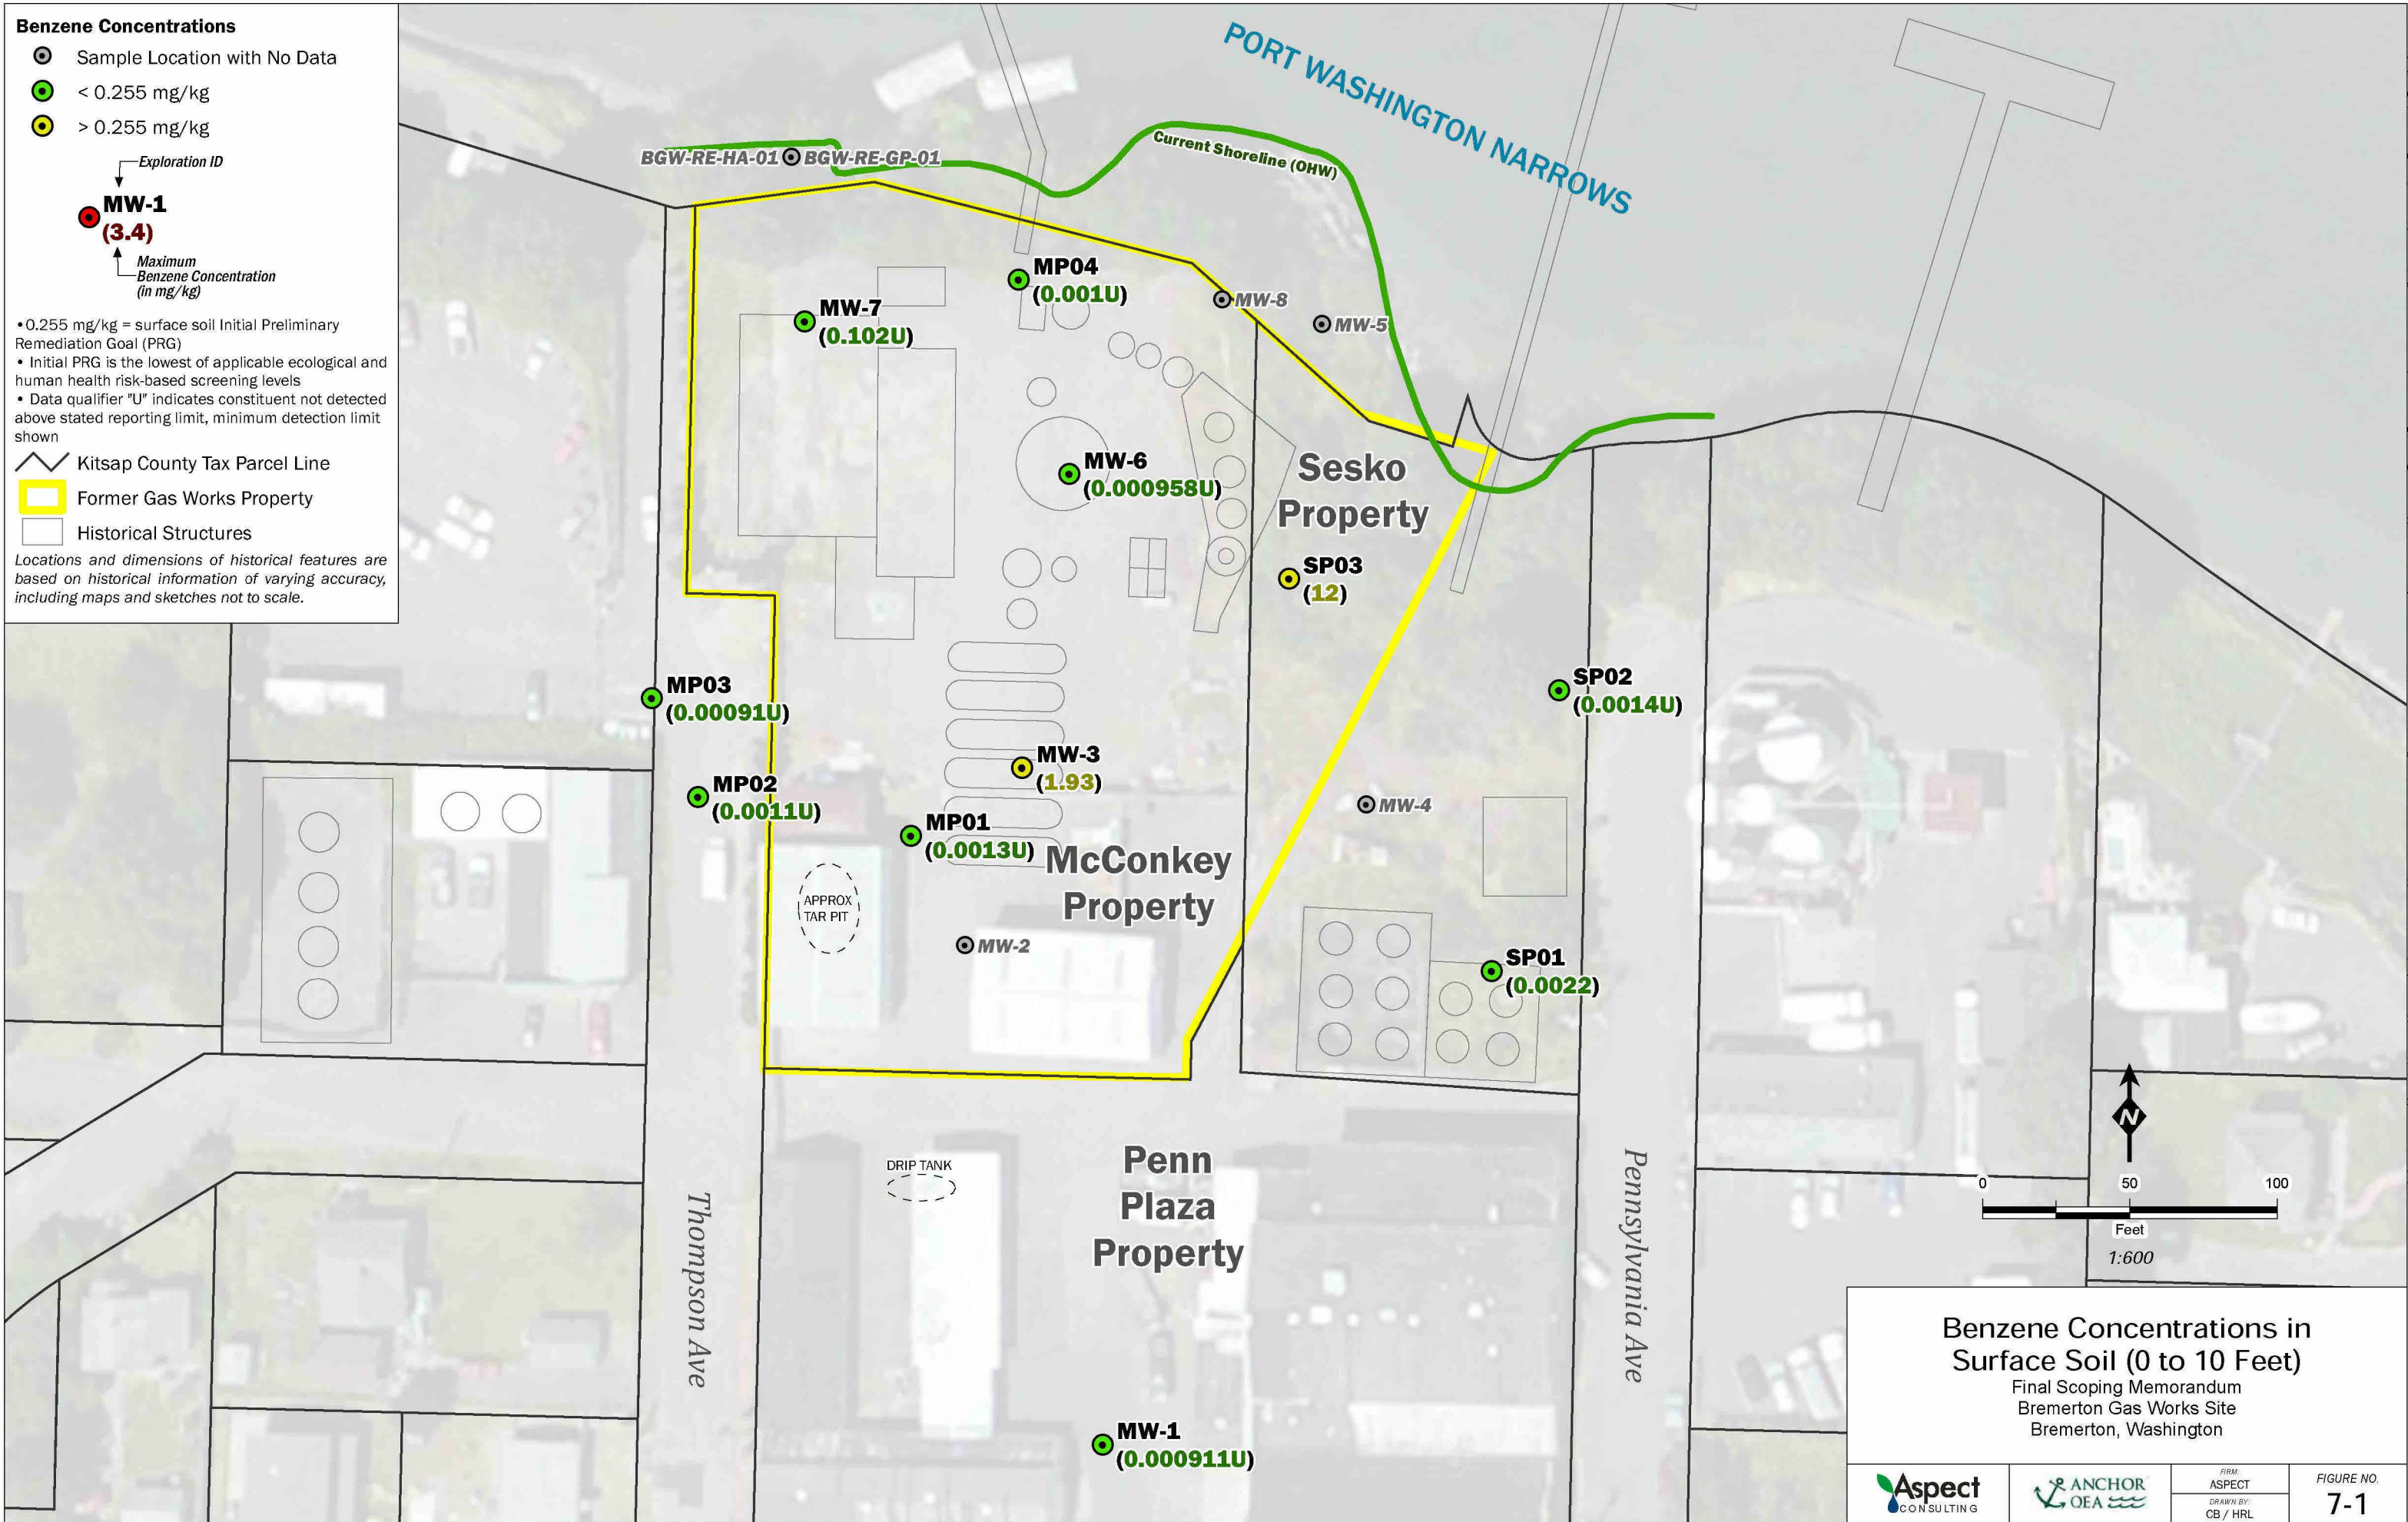 Benzene Concentrations
Sample Location with No Data
< 0.255 mg/kg
> 0.255 mg/kg
Exploration ID
MW-1
(3.4)
Maximum
Benzene Concentration
(in mg/kg)
•0.255 mg/kg = surface soil Initial Preliminary
Remediation Goal (PRG)
• Initial PRG is the lowest of applicable ecological and
human health risk-based screening levels
• Data qualifier "U" indicates constituent not detected
above stated reporting limit, minimum detection limit
shown
Kitsap County Tax Parcel Line
Former Gas Works Property
Historical Structures
Locations and dimensions of historical features are
based on historical information of varying accuracy,
including maps and sketches not to scale.
PORT WASHINGTON NARROWS
Current Shoreline (OHW)
BGW-RE-HA-01
BGW-RE-GP-01
MP04
(0.001U)
MW-7
(0.102U)
MW-8
MW-5
MW-6
(0.000958U)
Sesko
Property
SP03
(12)
MP03
(0.00091U)
SP02
(0.0014U)
MW-3
(1.93)
MP02
(0.0011U)
MW-4
MP01
(0.0013U)
McConkey
Property
APPROX
TAR PIT
MW-2
SP01
(0.0022)
Penn
Plaza
Property
DRIP TANK
Thompson Ave
Pennsylvania Ave
MW-1
(0.000911U)
N
0 50 100
Feet
1:600
Benzene Concentrations in
Surface Soil (0 to 10 Feet)
Final Scoping Memorandum
Bremerton Gas Works Site
Bremerton, Washington
Aspect
CONSULTING
ANCHOR
QEA
FIRM:
ASPECT
DRAWN BY:
CB / HRL
FIGURE NO.
7-1